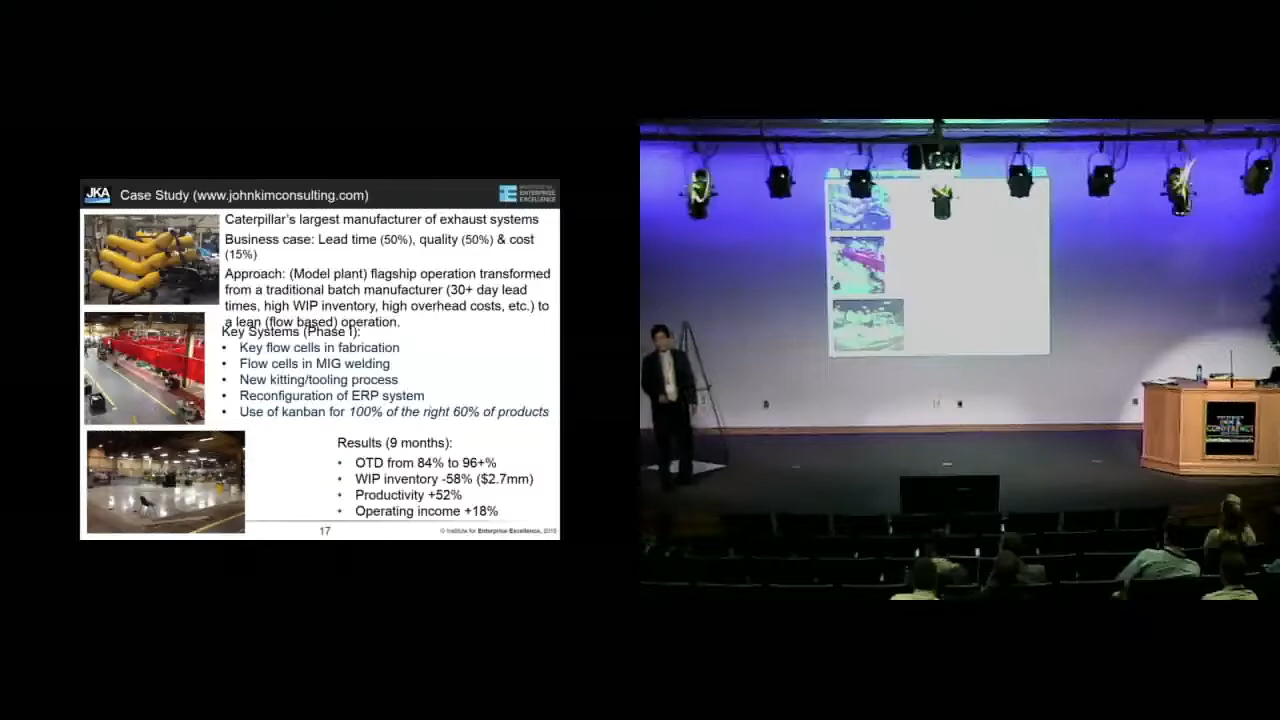 JKA
Case Study (www.johnkimconsulting.com)
ENTERPRISE
EXCELLENCE
Caterpillar's largest manufacturer of exhaust systems
Business case: Lead time (50%), quality (50%) & cost
(15%)
Approach: (Model plant) flagship operation transformed
from a traditional batch manufacturer (30+ day lead
times, high WIP inventory, high overhead costs, etc.) to
a lean (flow based) operation.
Key Systems (Phase I):
• Key flow cells in fabrication
• Flow cells in MIG welding
• New kitting/tooling process
• Reconfiguration of ERP system
• Use of kanban for 100% of the right 60% of products
Results (9 months):
• OTD from 84% to 96+%
• WIP inventory -58% ($2.7mm)
• Productivity +52%
• Operating income +18%
17
© Institute for Enterprise Excellence,
CONFERENCE